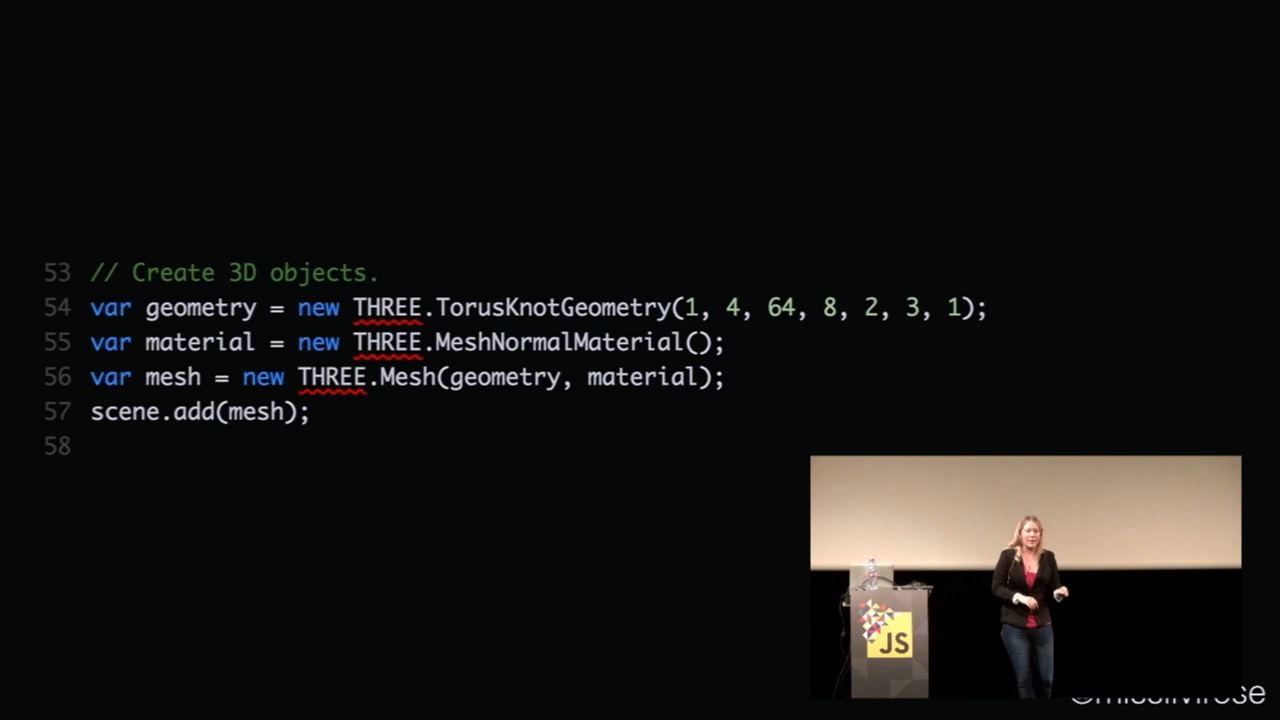 53 // Create 3D objects.
54 var geometry = new THREE.TorusKnotGeometry(1, 4, 64, 8, 2, 3, 1);
55 var material = new THREE.MeshNormalMaterial();
56 var mesh = new THREE.Mesh(geometry, material);
57 scene.add(mesh);
58
JS